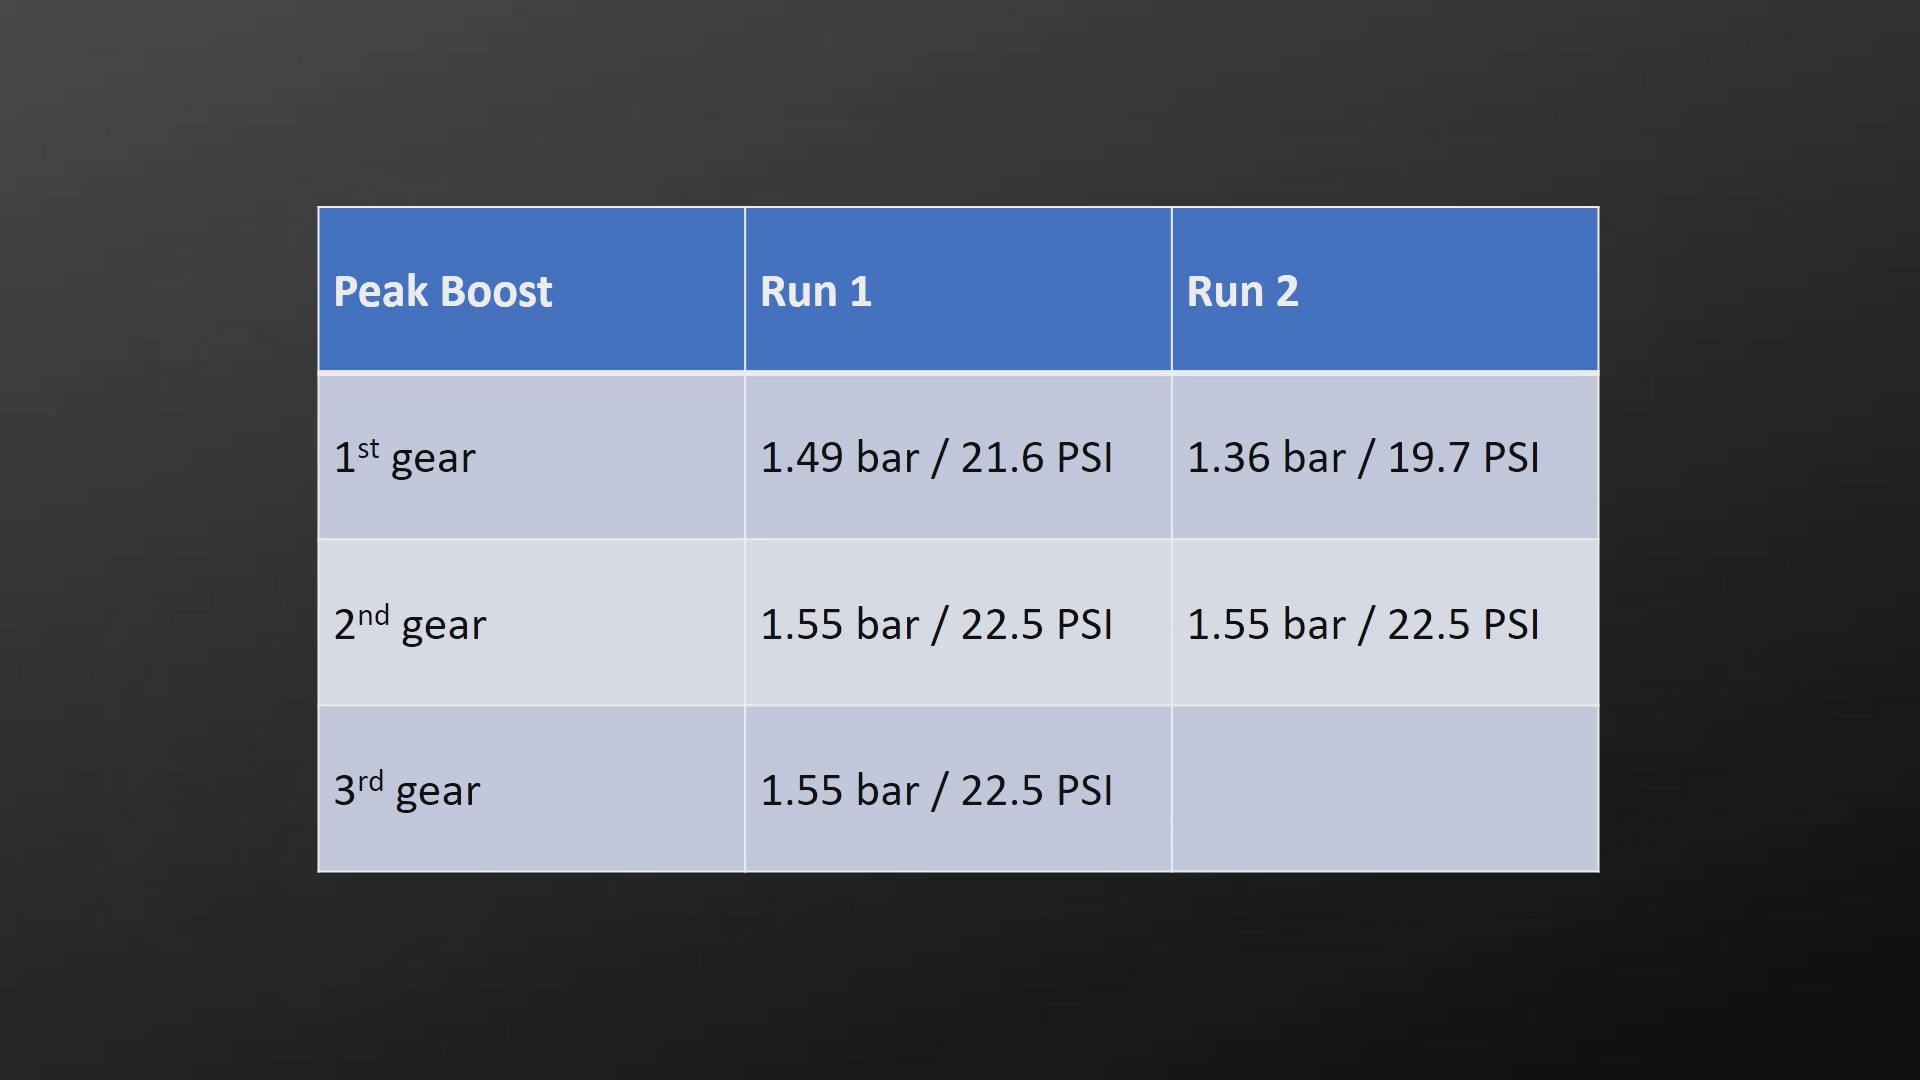 Peak Boost Run 1 Run 2
1st gear 1.49 bar / 21.6 PSI 1.36 bar / 19.7 PSI
2nd gear 1.55 bar / 22.5 PSI 1.55 bar / 22.5 PSI
3rd gear 1.55 bar / 22.5 PSI